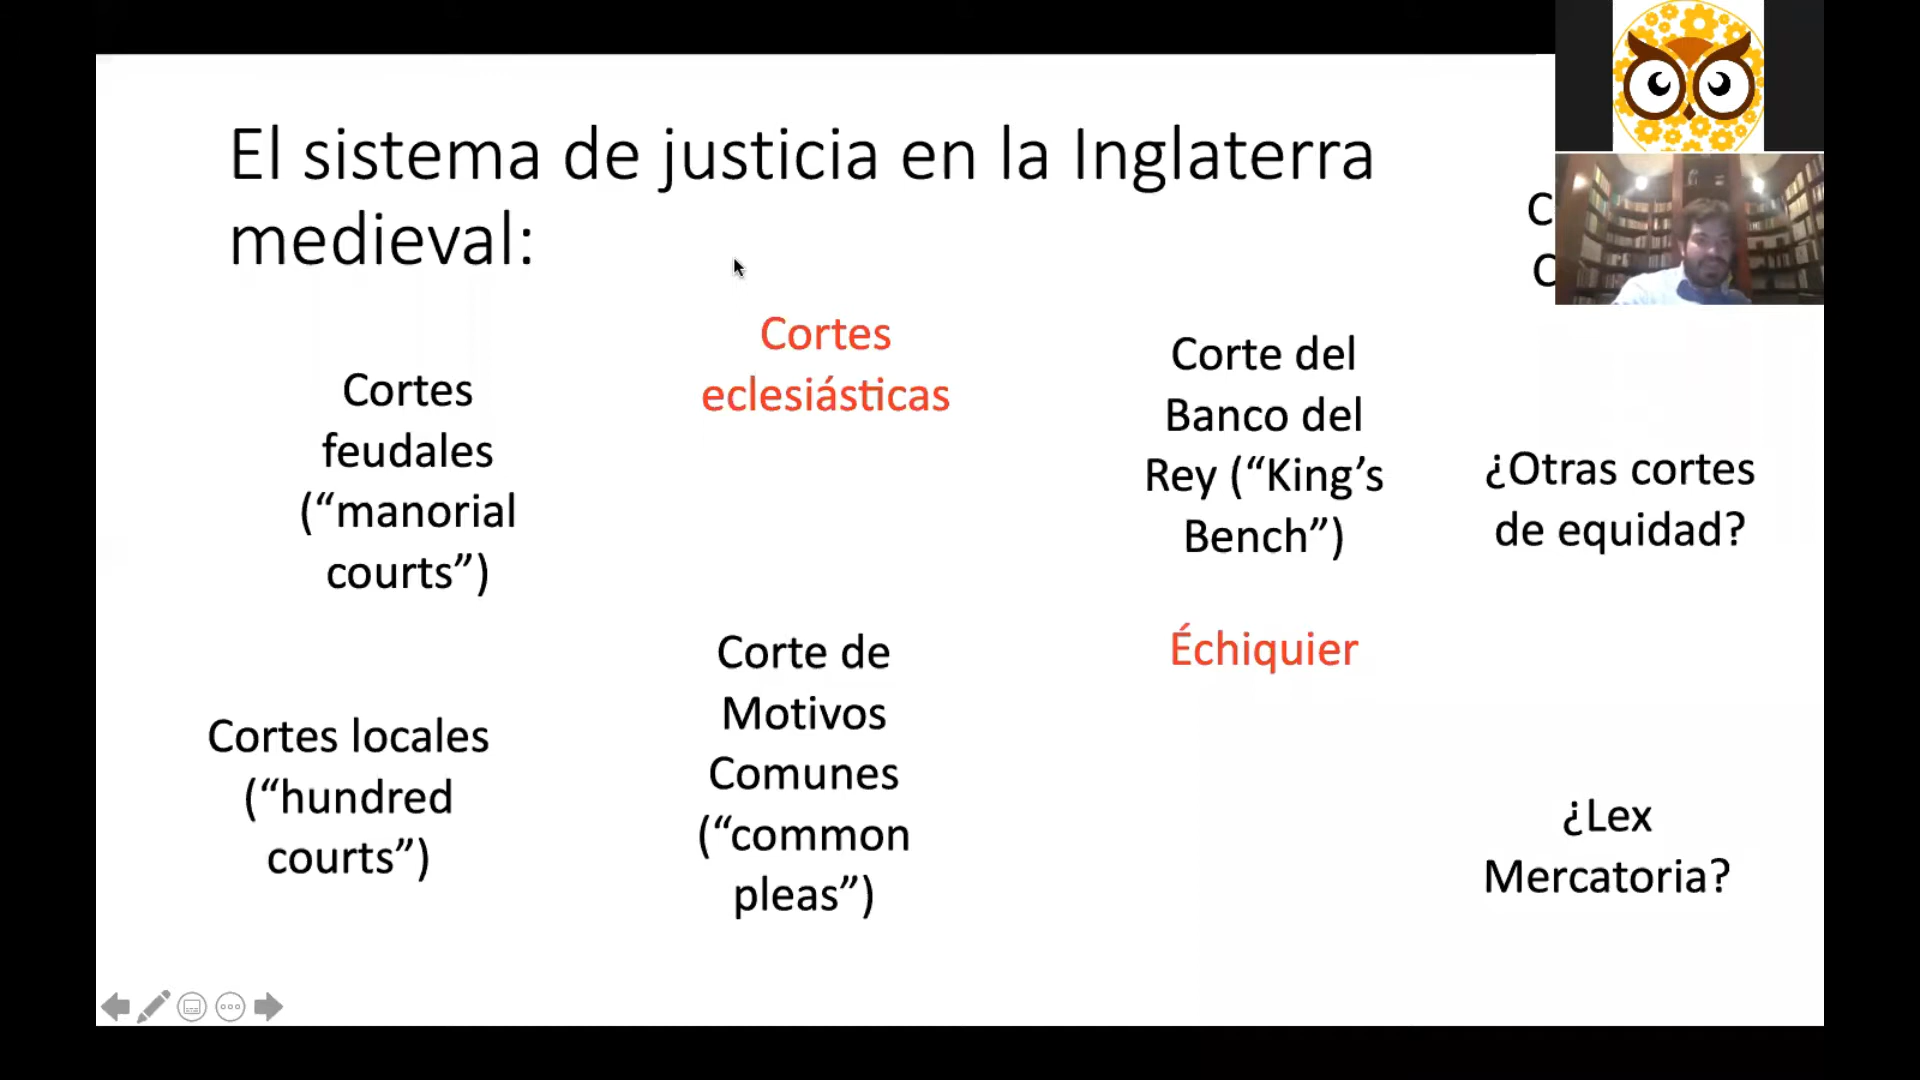 El sistema de justicia en la Inglaterra
medieval:
Cortes
feudales
(“manorial
courts”)
Cortes
eclesiásticas
Corte del
Banco del
Rey (“King’s
Bench”)
¿Otras cortes
de equidad?
Cortes locales
(“hundred
courts”)
Corte de
Motivos
Comunes
(“common
pleas”)
Échiquier
¿Lex
Mercatoria?